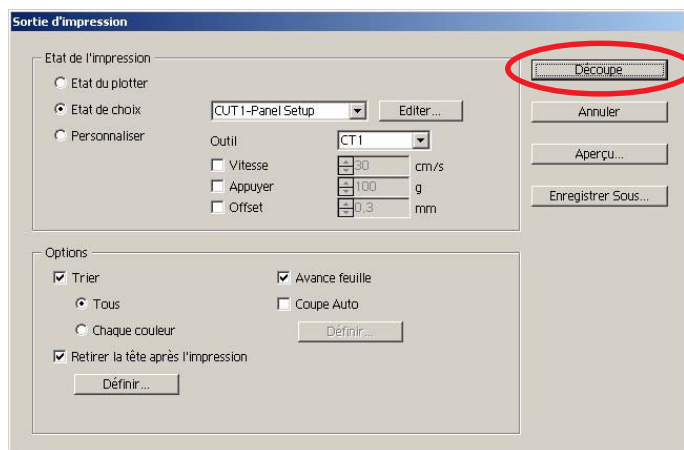 Sortie d'impression
Etat de l'impression
Etat du plotter
Etat de choix CUT1-Panel Setup Editer...
Personnaliser Outil CT1
Vitesse 30 cm/s
Appuyer 100 g
Offset 0,3 mm
Découpe
Annuler
Aperçu...
Enregistrer Sous...
Options
Trier Avance feuille
Tous Coupe Auto
Chaque couleur Définir...
Retirer la tête après l'impression
Définir...